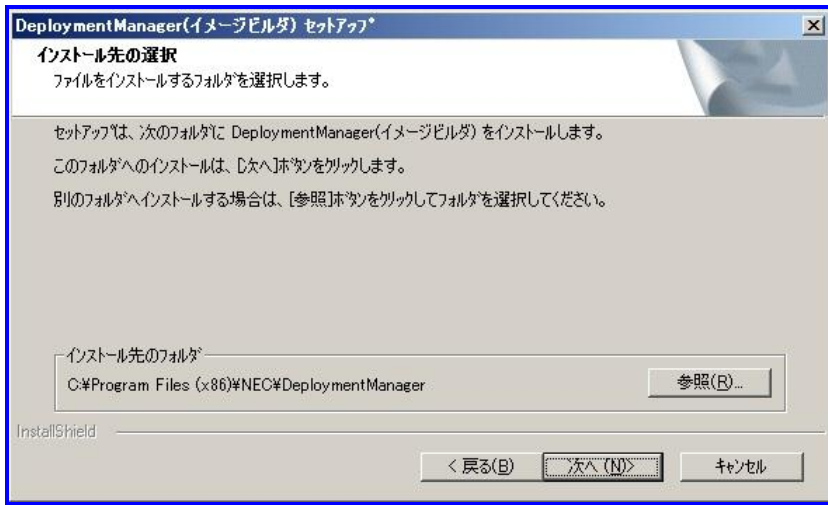 DeploymentManager(イメージビルダ) セットアップ
インストール先の選択
ファイルをインストールするフォルダを選択します。
セットアップは、次のフォルダに DeploymentManager(イメージビルダ) をインストールします。
このフォルダへのインストールは、[次へ]ボタンをクリックします。
別のフォルダへインストールする場合は、[参照]ボタンをクリックしてフォルダを選択してください。
インストール先のフォルダ
C:¥Program Files (x86)¥NEC¥DeploymentManager
参照(R)...
InstallShield
< 戻る(B)
次へ (N)>
キャンセル